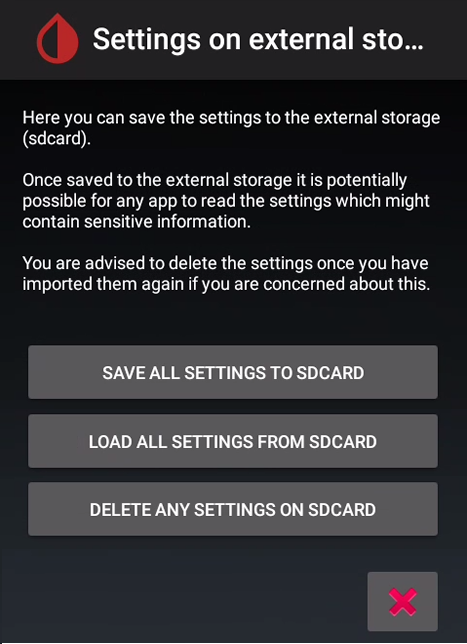 Settings on external sto...
Here you can save the settings to the external storage
(sdcard).
Once saved to the external storage it is potentially
possible for any app to read the settings which might
contain sensitive information.
You are advised to delete the settings once you have
imported them again if you are concerned about this.
SAVE ALL SETTINGS TO SDCARD
LOAD ALL SETTINGS FROM SDCARD
DELETE ANY SETTINGS ON SDCARD